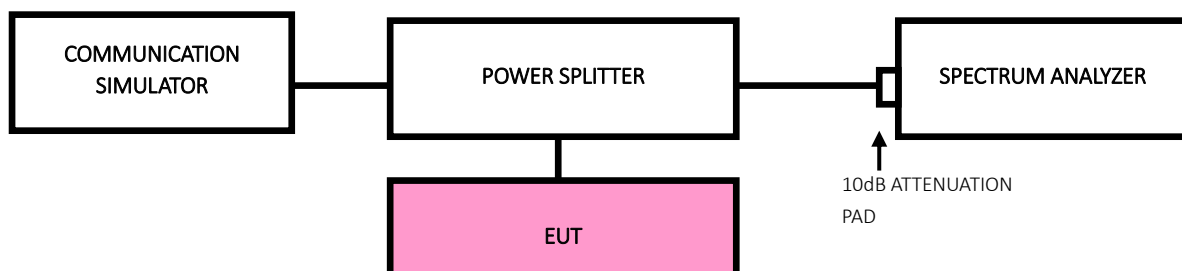 COMMUNICATION
SIMULATOR
POWER SPLITTER
SPECTRUM ANALYZER
10dB ATTENUATION
PAD
EUT